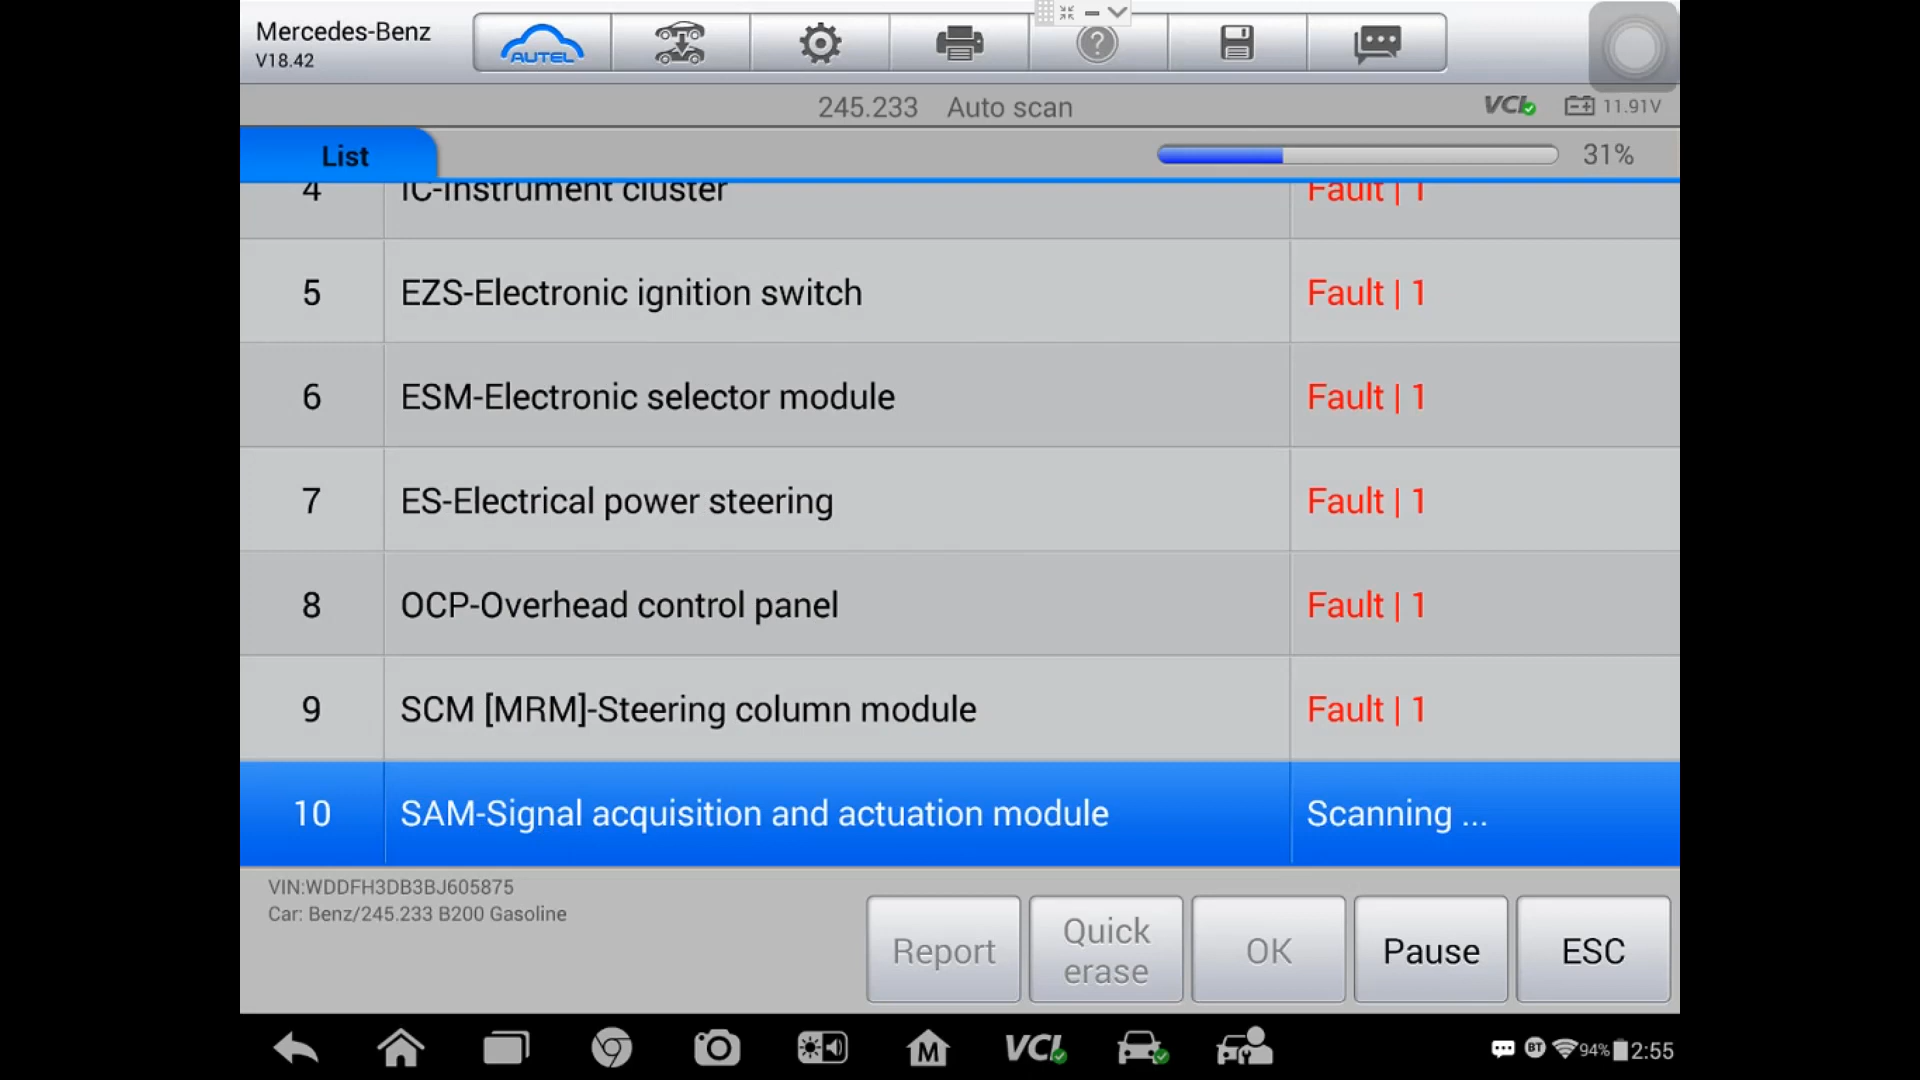 Mercedes-Benz
V18.42
AUTEL
?
245.233 Auto scan
VCI
11.91V
List
31%
4 IC-Instrument cluster Fault | 1
5 EZS-Electronic ignition switch Fault | 1
6 ESM-Electronic selector module Fault | 1
7 ES-Electrical power steering Fault | 1
8 OCP-Overhead control panel Fault | 1
9 SCM [MRM]-Steering column module Fault | 1
10 SAM-Signal acquisition and actuation module Scanning ...
VIN:WDDFH3DB3BJ605875
Car: Benz/245.233 B200 Gasoline
Report
Quick
erase
OK
Pause
ESC
M
VCI
BT
94%
2:55